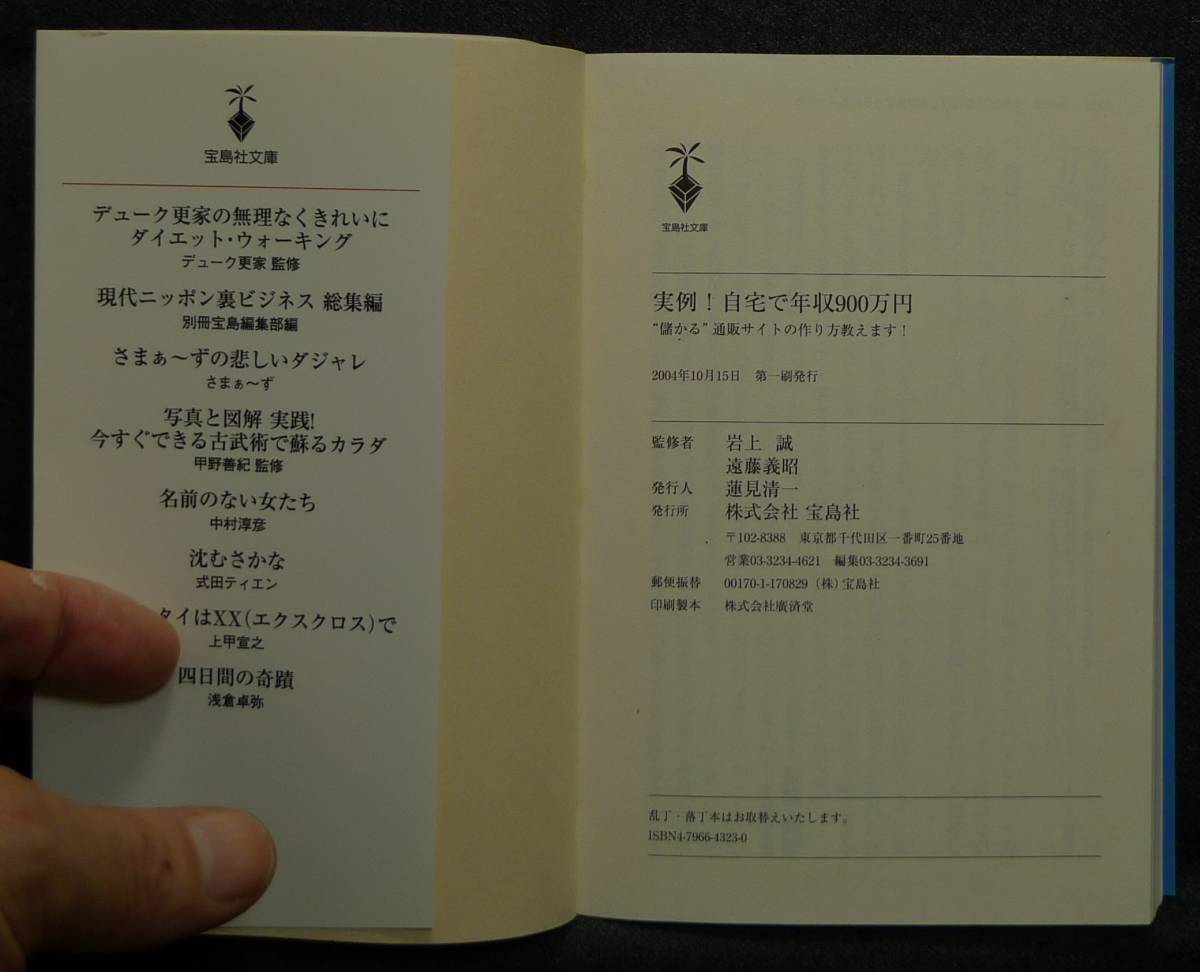 宝島社文庫
デューク更家の無理なくきれいに
ダイエット・ウォーキング
デューク更家 監修
現代ニッポン裏ビジネス 総集編
別冊宝島編集部編
さまぁ〜ずの悲しいダジャレ
さまぁ〜ず
写真と図解 実践!
今すぐできる古武術で蘇るカラダ
甲野善紀 監修
名前のない女たち
中村淳彦
沈むさかな
式田ティエン
タイはXX(エクスクロス)で
上甲宣之
四日間の奇蹟
浅倉卓弥
宝島社文庫
実例！自宅で年収900万円
“儲かる”通販サイトの作り方教えます！
2004年10月15日 第一刷発行
監修者 岩上 誠
遠藤義昭
発行人 蓮見清一
発行所 株式会社 宝島社
〒102-8388 東京都千代田区一番町25番地
営業03-3234-4621 編集03-3234-3691
郵便振替 00170-1-170829（株）宝島社
印刷製本 株式会社廣済堂
乱丁・落丁本はお取替えいたします。
ISBN4-7966-4323-0